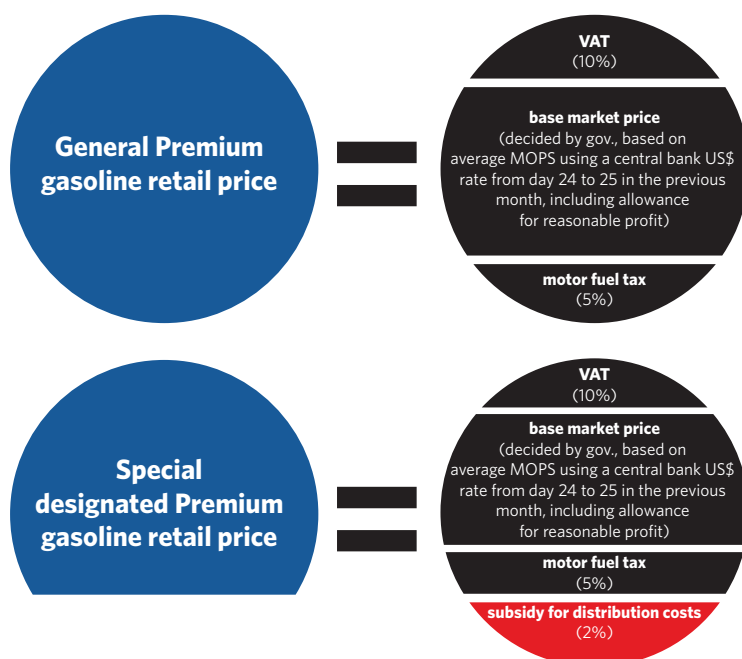 General Premium
gasoline retail price
VAT
(10%)
base market price
(decided by gov., based on
average MOPS using a central bank US$
rate from day 24 to 25 in the previous
month, including allowance
for reasonable profit)
motor fuel tax
(5%)
Special
designated Premium
gasoline retail price
VAT
(10%)
base market price
(decided by gov., based on
average MOPS using a central bank US$
rate from day 24 to 25 in the previous
month, including allowance
for reasonable profit)
motor fuel tax
(5%)
subsidy for distribution costs
(2%)